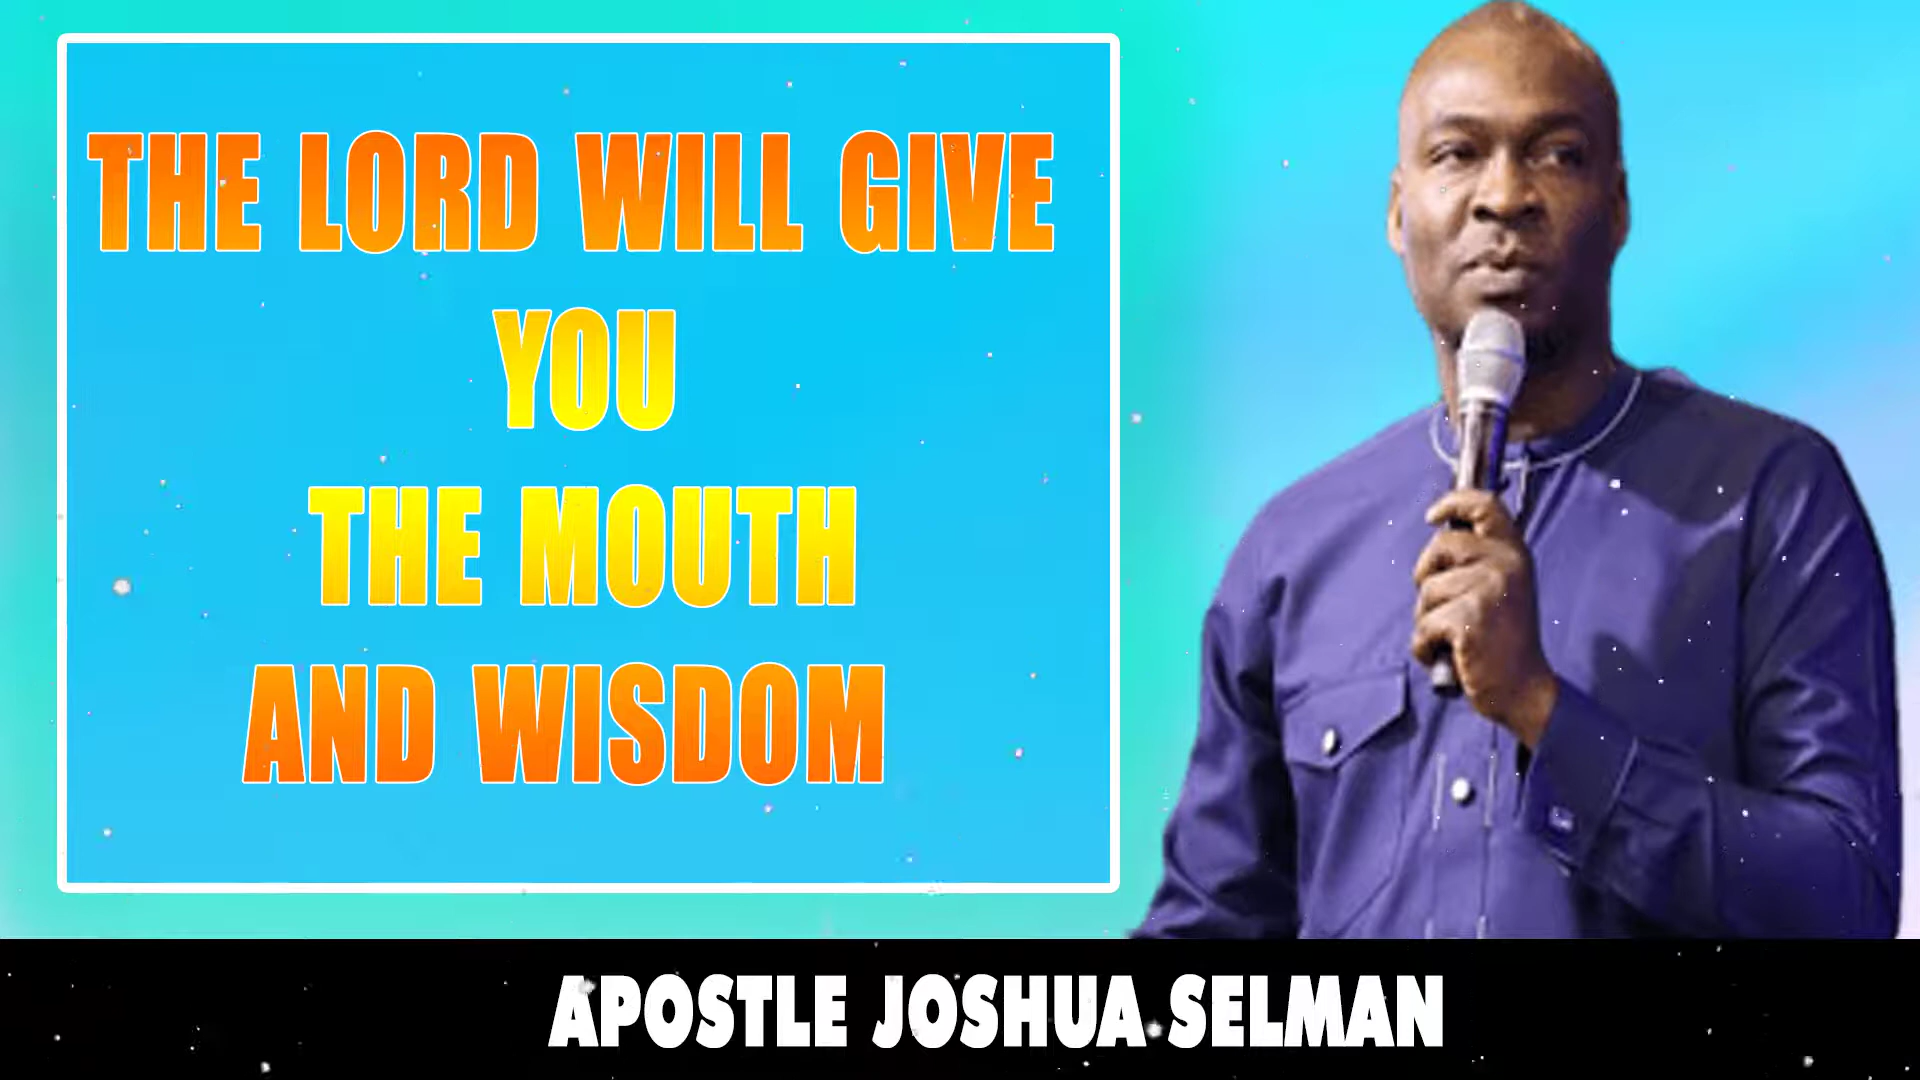 THE LORD WILL GIVE
YOU
THE MOUTH
AND WISDOM
APOSTLE JOSHUA SELMAN